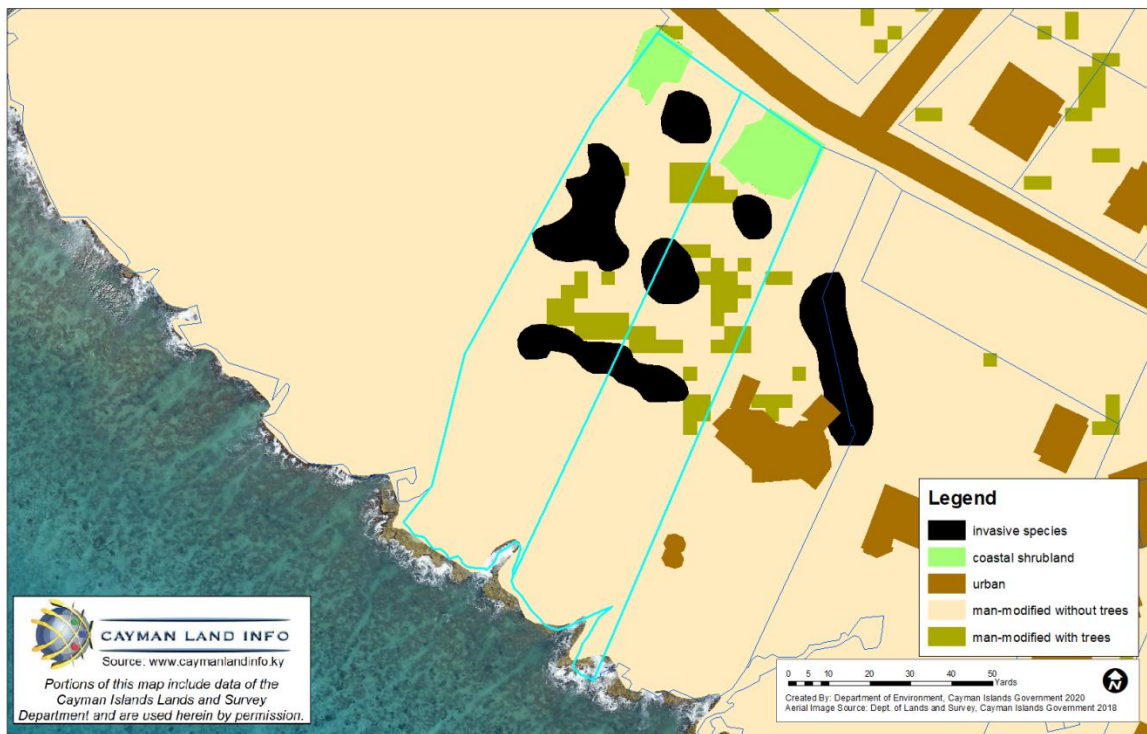 Legend
invasive species
coastal shrubland
urban
man-modified without trees
man-modified with trees
CAYMAN LAND INFO
Source: www.caymanlandinfo.ky
Portions of this map include data of the
Cayman Islands Lands and Survey
Department and are used herein by permission.
0 5 10 20 30 40 50
Yards
N
Created By: Department of Environment, Cayman Islands Government 2020
Aerial Image Source: Dept. of Lands and Survey, Cayman Islands Government 2018